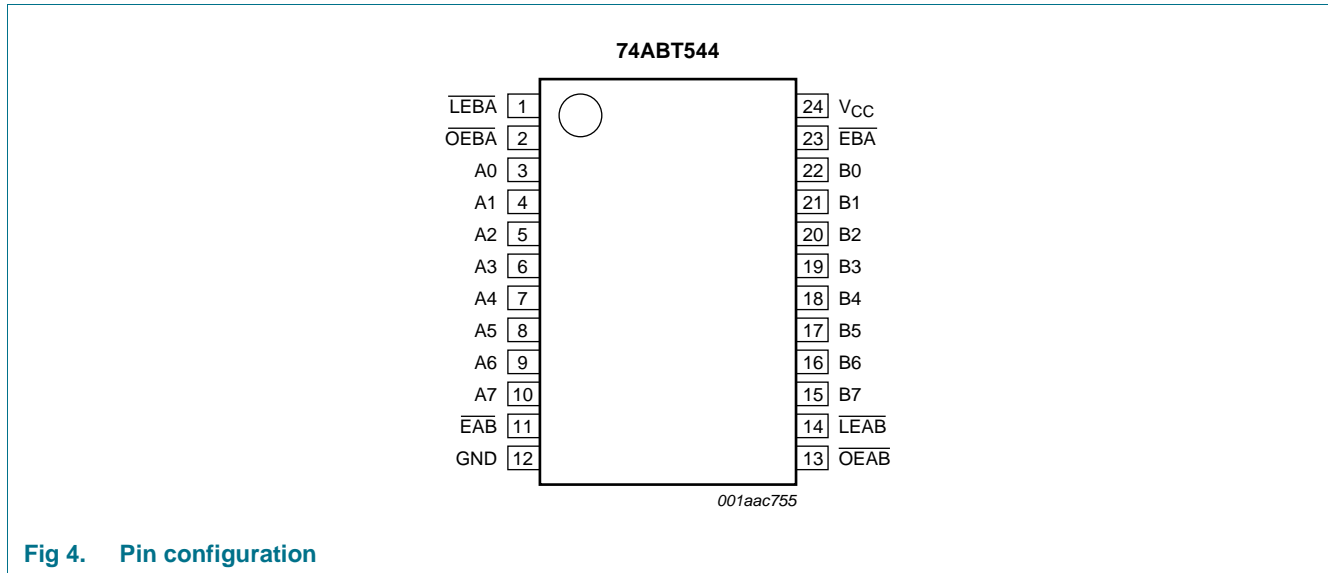 74ABT544
LEBA 1 24 VCC
OEBA 2 23 EBA
A0 3 22 B0
A1 4 21 B1
A2 5 20 B2
A3 6 19 B3
A4 7 18 B4
A5 8 17 B5
A6 9 16 B6
A7 10 15 B7
EAB 11 14 LEAB
GND 12 13 OEAB
001aac755
Fig 4. Pin configuration